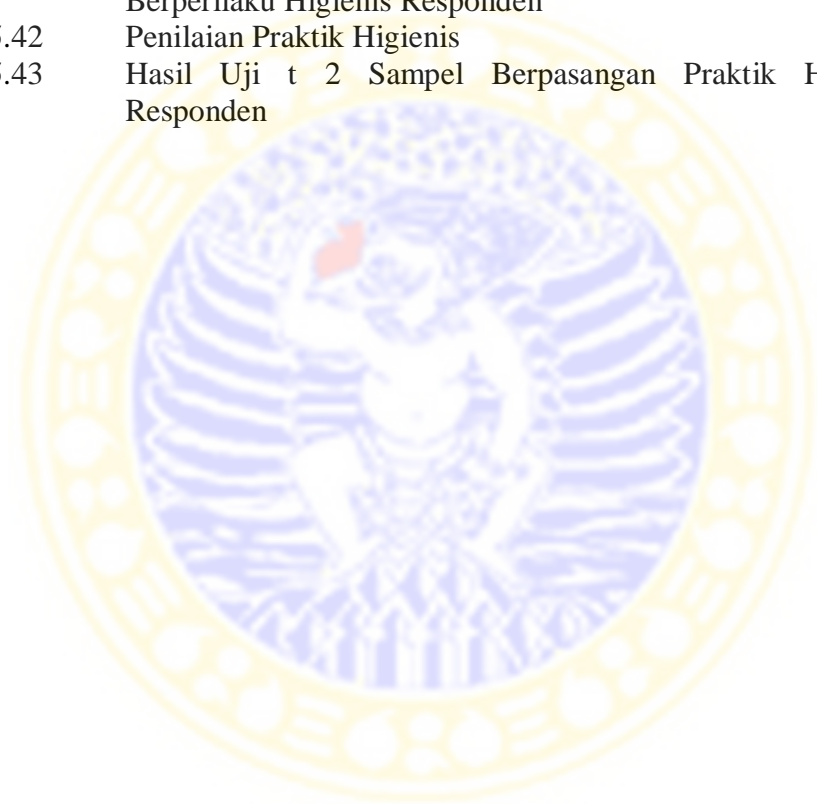 Berperilaku Higienis Responden
5.42 Penilaian Praktik Higienis
5.43 Hasil Uji t 2 Sampel Berpasangan Praktik H
Responden